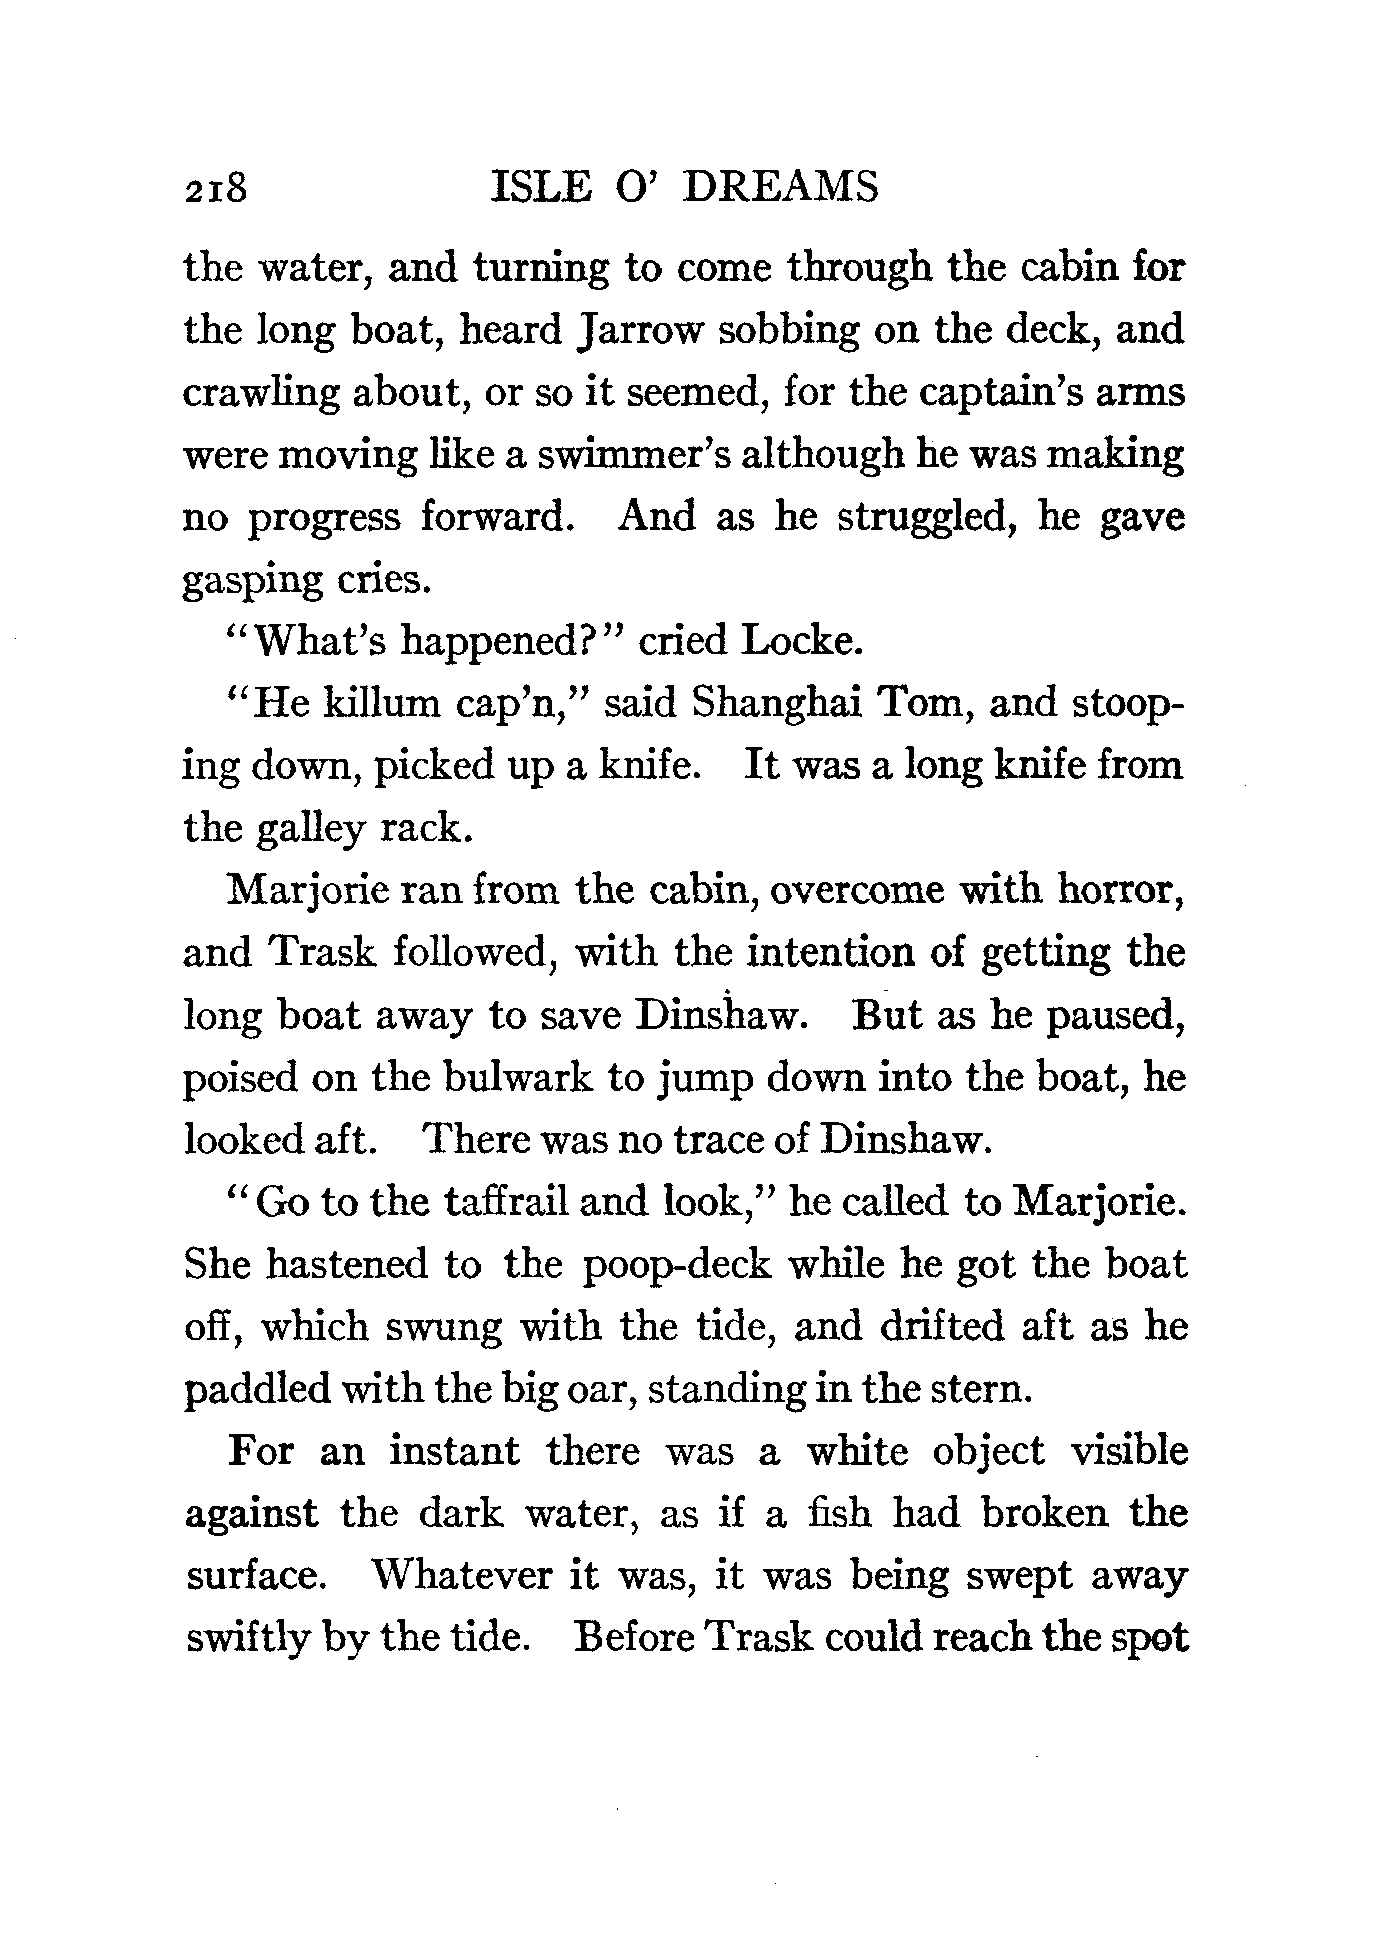 218 ISLE O' DREAMS
the water, and turning to come through the cabin for
the long boat, heard Jarrow sobbing on the deck, and
crawling about, or so it seemed, for the captain's arms
were moving like a swimmer's although he was making
no progress forward. And as he struggled, he gave
gasping cries.
"What's happened?" cried Locke.
"He killum cap'n," said Shanghai Tom, and stoop-
ing down, picked up a knife. It was a long knife from
the galley rack.
Marjorie ran from the cabin, overcome with horror,
and Trask followed, with the intention of getting the
long boat away to save Dinshaw. But as he paused,
poised on the bulwark to jump down into the boat, he
looked aft. There was no trace of Dinshaw.
"Go to the taffrail and look," he called to Marjorie.
She hastened to the poop-deck while he got the boat
off, which swung with the tide, and drifted aft as he
paddled with the big oar, standing in the stern.
For an instant there was a white object visible
against the dark water, as if a fish had broken the
surface. Whatever it was, it was being swept away
swiftly by the tide. Before Trask could reach the spot